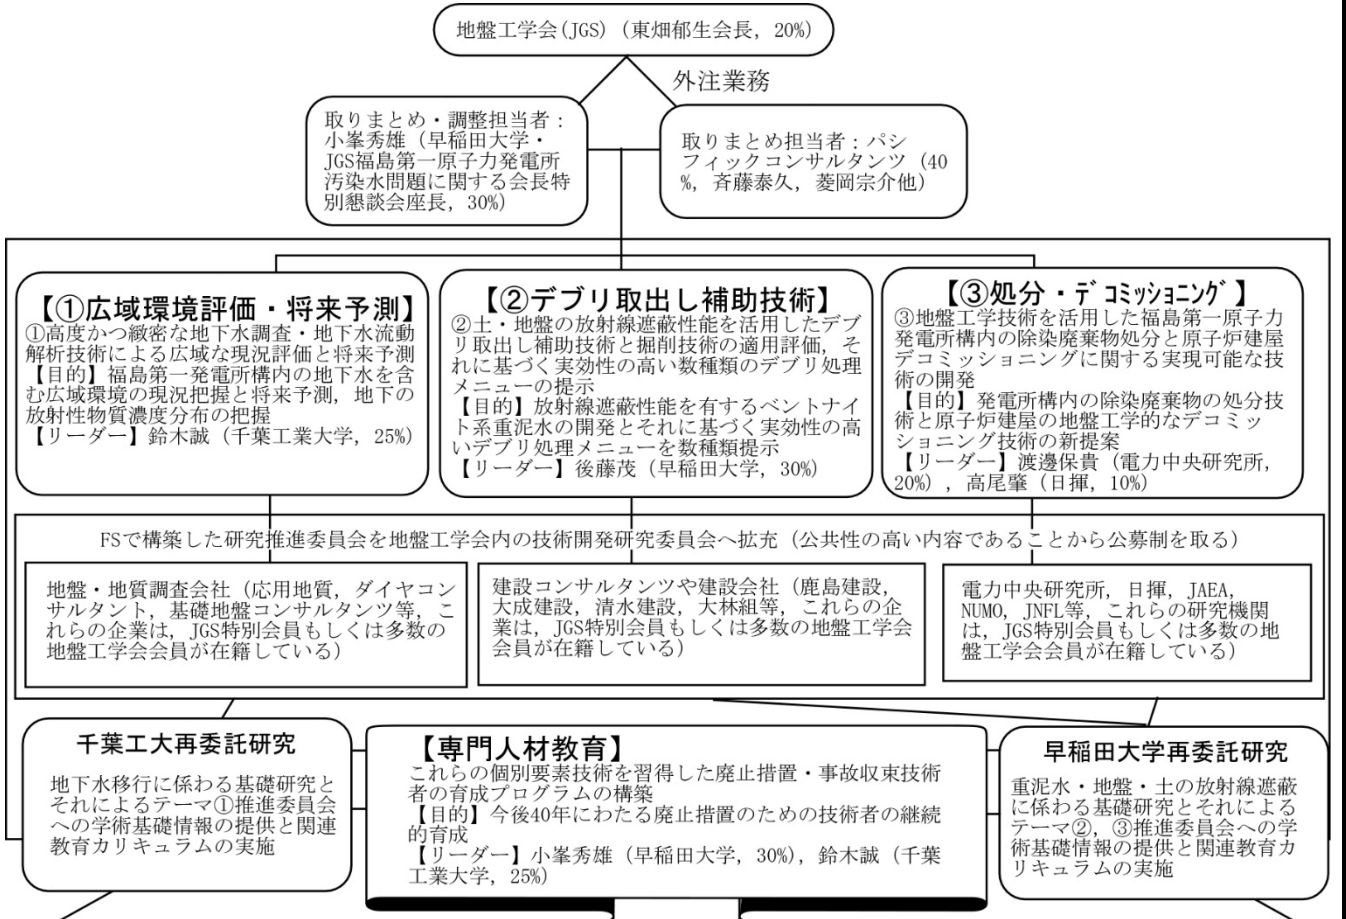 地盤工学会(JGS)（東畑郁生会長，20%）
外注業務
取りまとめ・調整担当者：
小峯秀雄（早稲田大学・
JGS福島第一原子力発電所
汚染水問題に関する会長特
別懇談会座長，30%）
取りまとめ担当者：パシ
フィックコンサルタンツ（40
%，斉藤泰久，菱岡宗介他）
【①広域環境評価・将来予測】
①高度かつ緻密な地下水調査・地下水流動
解析技術による広域な現況評価と将来予測
【目的】福島第一発電所構内の地下水を含
む広域環境の現況把握と将来予測，地下の
放射性物質濃度分布の把握
【リーダー】鈴木誠（千葉工業大学，25%）
【②デブリ取出し補助技術】
②土・地盤の放射線遮蔽性能を活用したデブ
リ取出し補助技術と掘削技術の適用評価，そ
れに基づく実効性の高い数種類のデブリ処理
メニューの提示
【目的】放射線遮蔽性能を有するベントナイ
ト系重泥水の開発とそれに基づく実効性の高
いデブリ処理メニューを数種類提示
【リーダー】後藤茂（早稲田大学，30%）
【③処分・ﾃﾞｺﾐｯｼｮﾆﾝｸﾞ】
③地盤工学技術を活用した福島第一原子力
発電所構内の除染廃棄物処分と原子炉建屋
デコミッショニングに関する実現可能な技
術の開発
【目的】発電所構内の除染廃棄物の処分技
術と原子炉建屋の地盤工学的なデコミッ
ショニング技術の新提案
【リーダー】渡邊保貴（電力中央研究所，
20%），高尾肇（日揮，10%）
FSで構築した研究推進委員会を地盤工学会内の技術開発研究委員会へ拡充（公共性の高い内容であることから公募制を取る）
地盤・地質調査会社（応用地質，ダイヤコン
サルタント，基礎地盤コンサルタンツ等，こ
れらの企業は，JGS特別会員もしくは多数の
地盤工学会会員が在籍している）
建設コンサルタンツや建設会社（鹿島建設，
大成建設，清水建設，大林組等，これらの企
業は，JGS特別会員もしくは多数の地盤工学会
会員が在籍している）
電力中央研究所，日揮，JAEA，
NUMO，JNFL等，これらの研究機関
は，JGS特別会員もしくは多数の地
盤工学会会員が在籍している）
千葉工大再委託研究
地下水移行に係わる基礎研究と
それによるテーマ①推進委員会
への学術基礎情報の提供と関連
教育カリキュラムの実施
【専門人材教育】
これらの個別要素技術を習得した廃止措置・事故収束技術
者の育成プログラムの構築
【目的】今後40年にわたる廃止措置のための技術者の継続
的育成
【リーダー】小峯秀雄（早稲田大学，30%），鈴木誠（千葉
工業大学，25%）
早稲田大学再委託研究
重泥水・地盤・土の放射線遮蔽
に係わる基礎研究とそれによる
テーマ②，③推進委員会への学
術基礎情報の提供と関連教育カ
リキュラムの実施